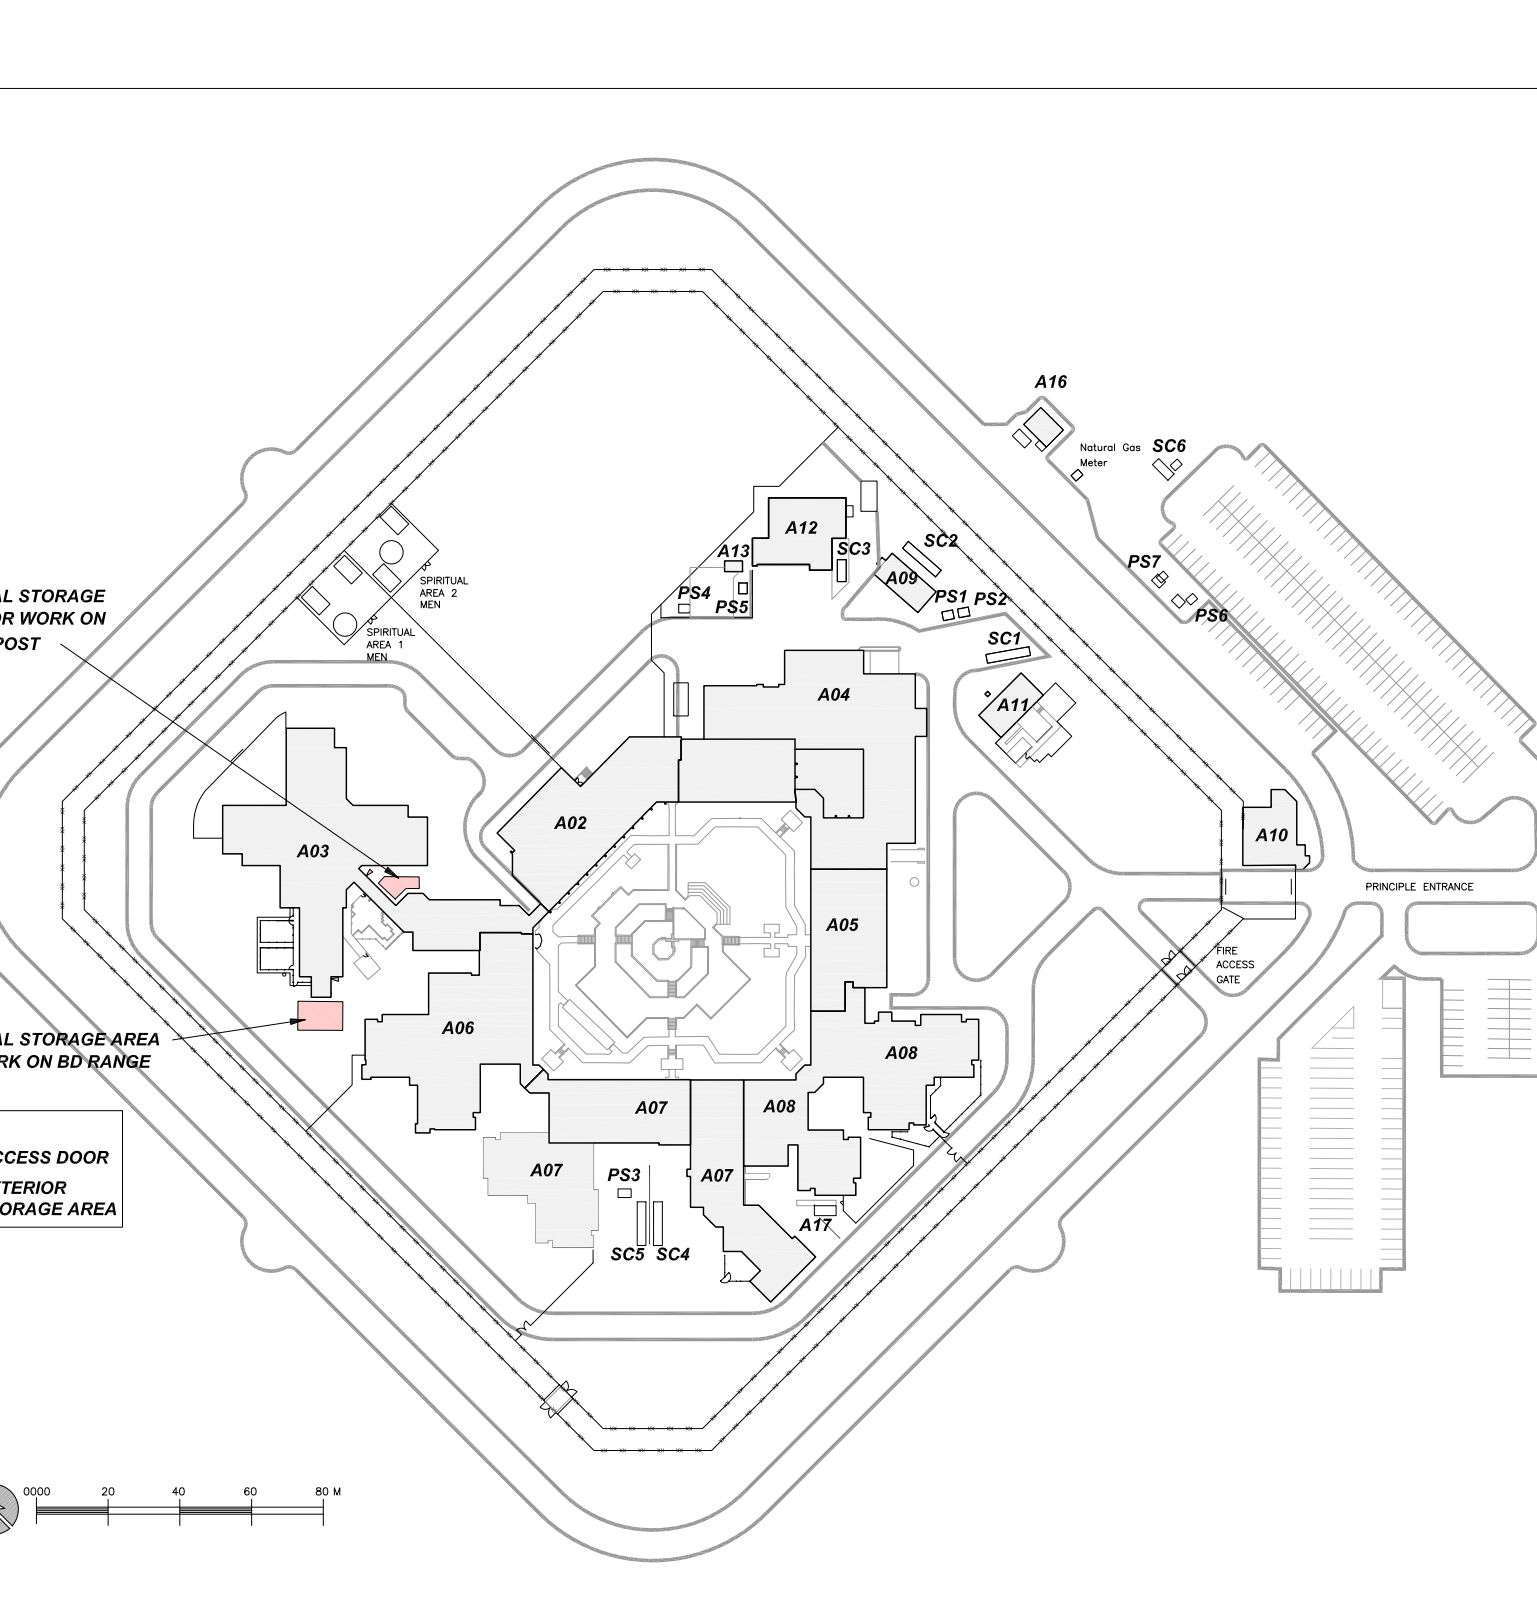 A16
Natural Gas
Meter
SC6
A12
A13
SC3
SC2
A09
PS7
PS4
PS5
PS1
PS2
PS6
SPIRITUAL
AREA 2
MEN
SPIRITUAL
AREA 1
MEN
AL STORAGE
OR WORK ON
POST
SC1
A04
A11
A02
A10
A03
PRINCIPLE ENTRANCE
A05
FIRE
ACCESS
GATE
A06
AL STORAGE AREA
RK ON BD RANGE
A08
A07
A08
CCESS DOOR
TERIOR
ORAGE AREA
A07
PS3
A07
A17
SC5
SC4
0000 20 40 60 80 M